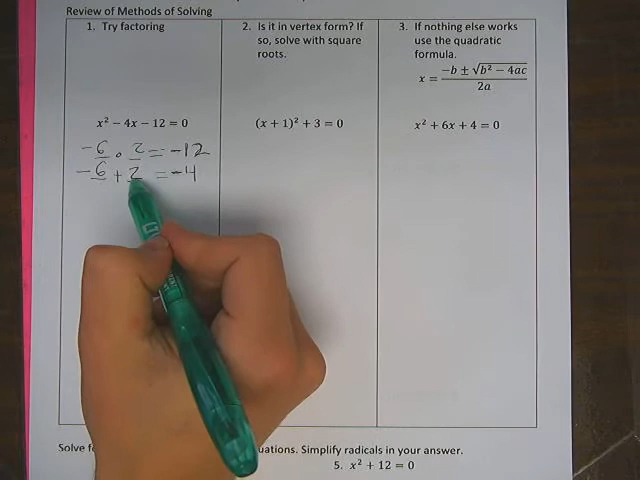 Review of Methods of Solving
1. Try factoring
x² − 4x − 12 = 0
-6 · 2 = -12
-6 + 2 = -4
2. Is it in vertex form? If
so, solve with square
roots.
(x + 1)² + 3 = 0
3. If nothing else works
use the quadratic
formula.
x = (−b ± √(b² − 4ac)) / 2a
x² + 6x + 4 = 0
Solve uations. Simplify radicals in your answer.
5. x² + 12 = 0